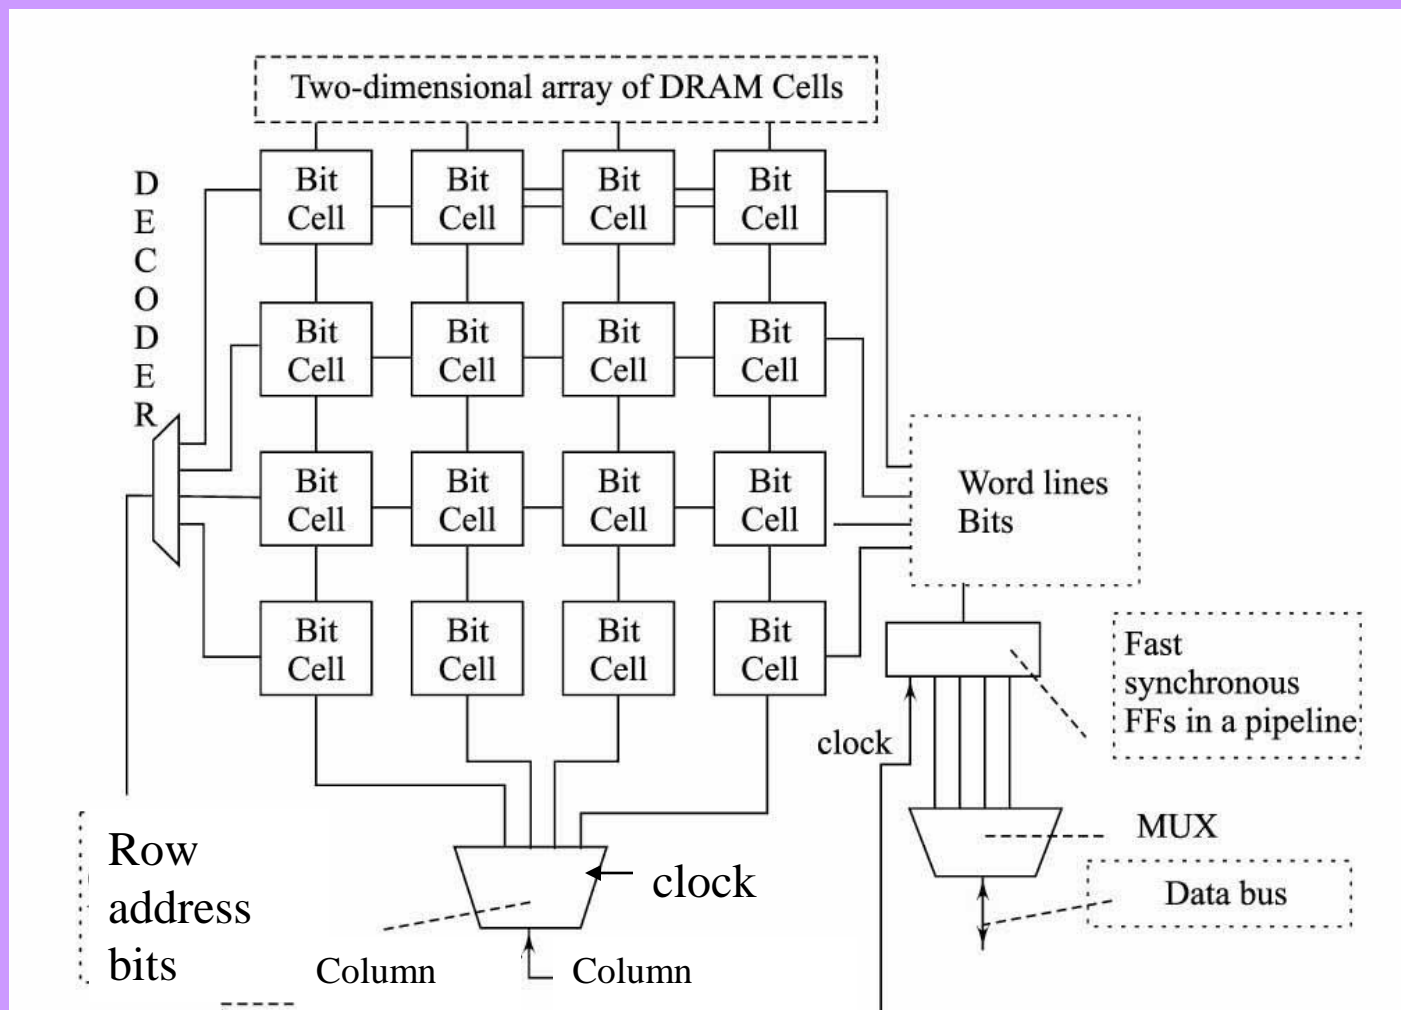 Two-dimensional array of DRAM Cells
D
E
C
O
D
E
R
Bit
Cell
Bit
Cell
Bit
Cell
Bit
Cell
Bit
Cell
Bit
Cell
Bit
Cell
Bit
Cell
Bit
Cell
Bit
Cell
Bit
Cell
Bit
Cell
Bit
Cell
Bit
Cell
Bit
Cell
Bit
Cell
Word lines
Bits
Fast
synchronous
FFs in a pipeline
clock
MUX
Data bus
Row
address
bits
clock
Column
Column